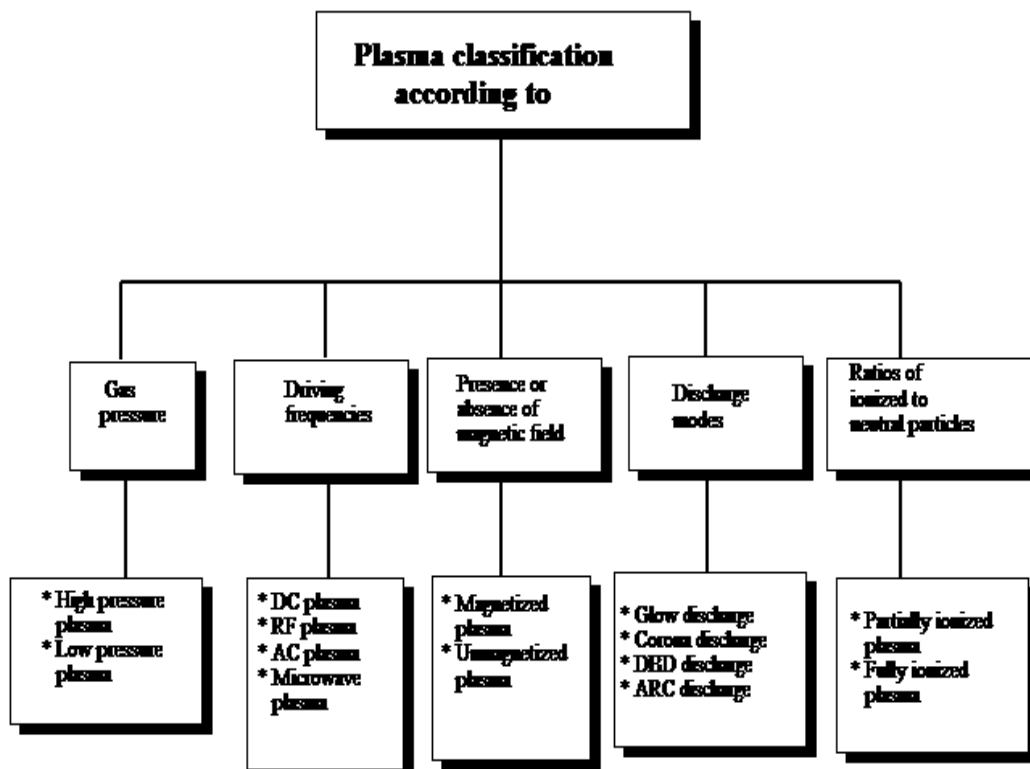 Plasma classification
according to
Gas
pressure
Driving
frequencies
Presence or
absence of
magnetic field
Discharge
modes
Ratios of
ionized to
neutral particles
* High pressure
plasma
* Low pressure
plasma
* DC plasma
* RF plasma
* AC plasma
* Microwave
plasma
* Magnetized
plasma
* Unmagnetized
plasma
* Glow discharge
* Corona discharge
* DBD discharge
* ARC discharge
* Partially ionized
plasma
* Fully ionized
plasma